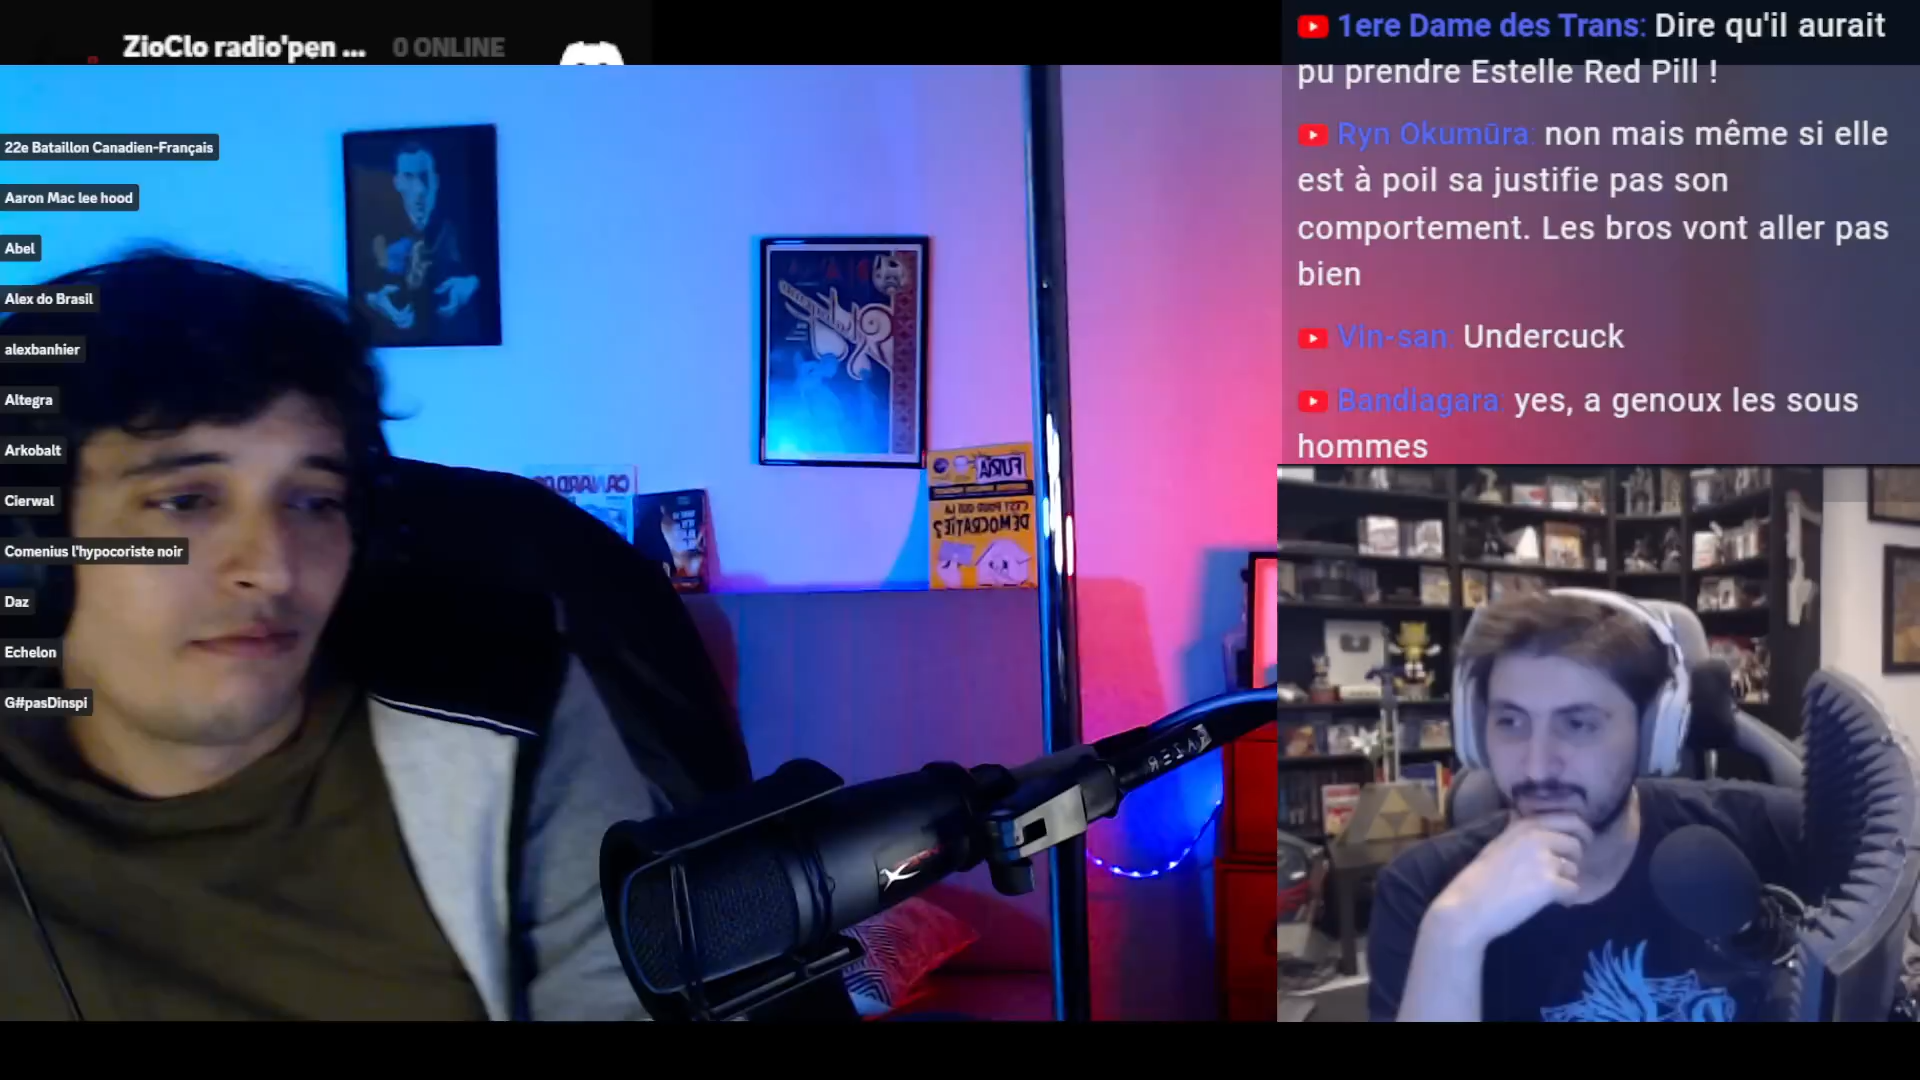 ZioClo radio'pen ... 0 ONLINE
22e Bataillon Canadien-Français
Aaron Mac lee hood
Abel
Alex do Brasil
alexbanhier
Altegra
Arkobalt
Cierwal
Comenius l'hypocoriste noir
Daz
Echelon
G#pasDinspi
FURIA
C'EST POUR QUI LA
DÉMOCRATIE?
1ere Dame des Trans: Dire qu'il aurait
pu prendre Estelle Red Pill !
Ryn Okumūra: non mais même si elle
est à poil sa justifie pas son
comportement. Les bros vont aller pas
bien
Vin-san: Undercuck
Bandiagara: yes, a genoux les sous
hommes